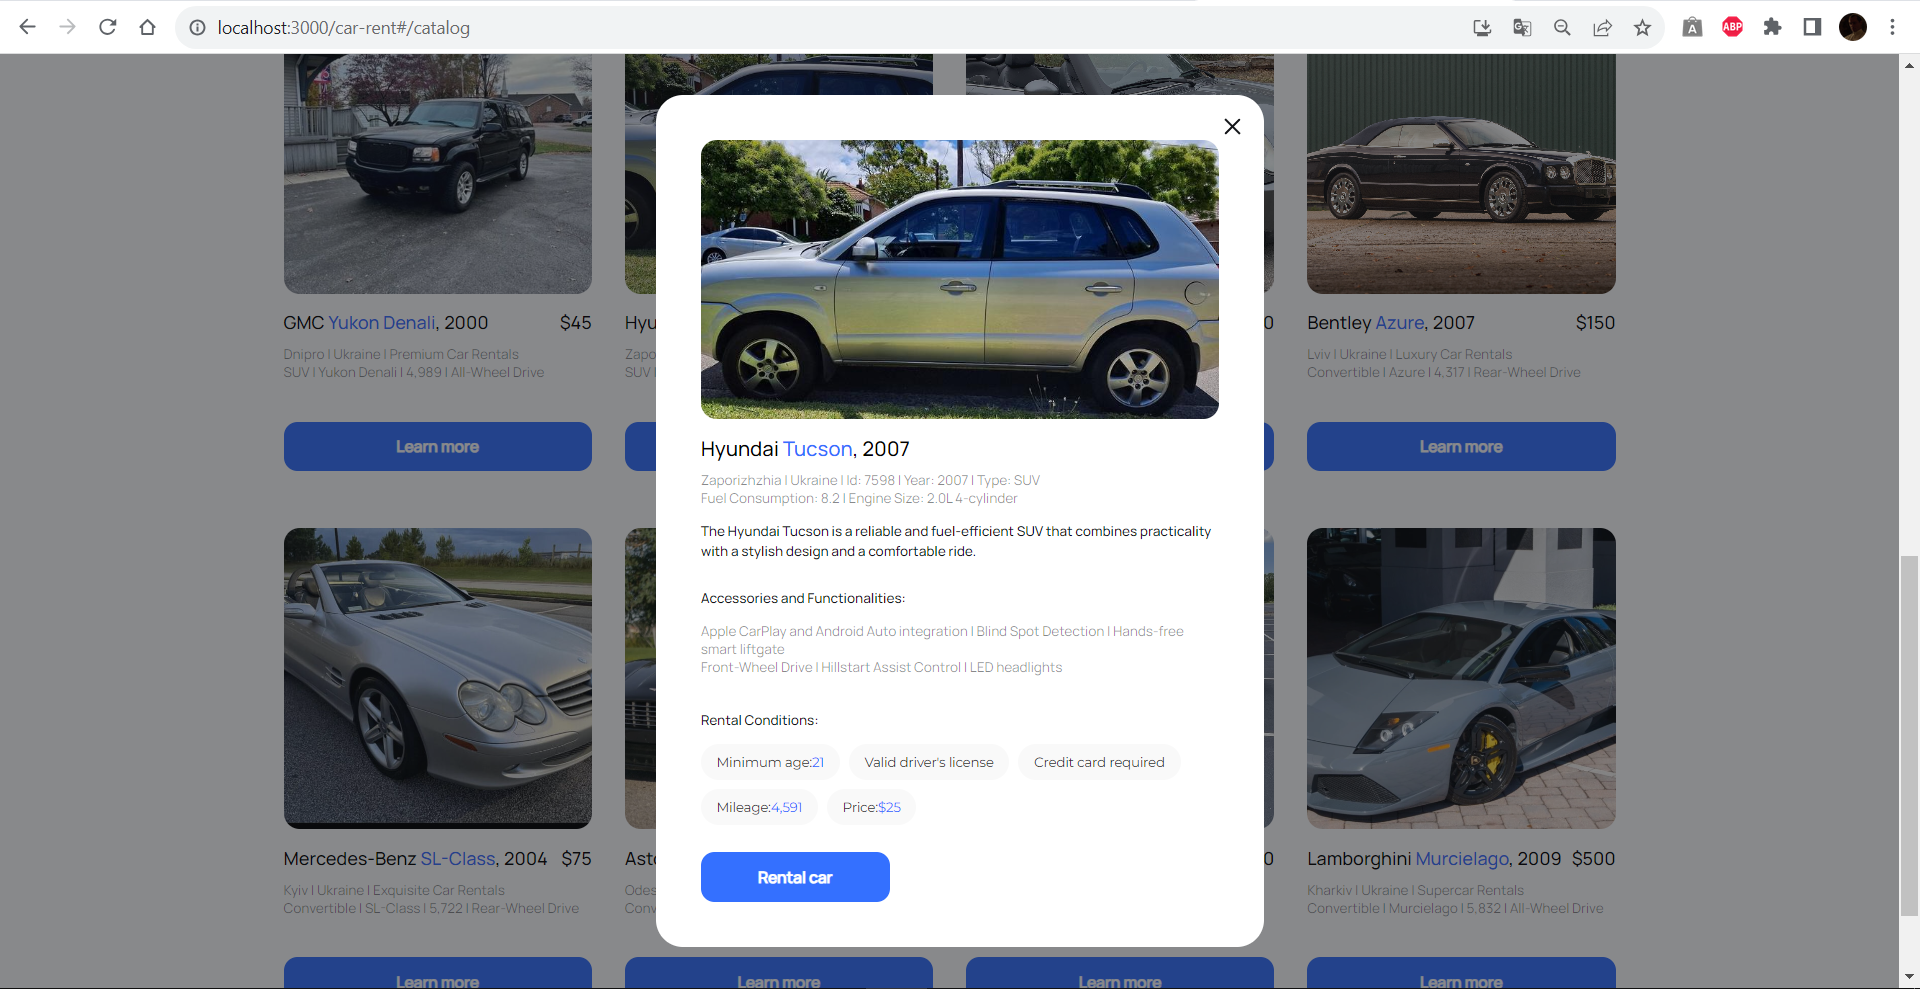 localhost:3000/car-rent#/catalog
ABP
GMC Yukon Denali, 2000 $45
Dnipro | Ukraine | Premium Car Rentals
SUV | Yukon Denali | 4,989 | All-Wheel Drive
Learn more
Hyu
Zapo
SUV |
0
Bentley Azure, 2007 $150
Lviv | Ukraine | Luxury Car Rentals
Convertible | Azure | 4,317 | Rear-Wheel Drive
Learn more
Hyundai Tucson, 2007
Zaporizhzhia | Ukraine | Id: 7598 | Year: 2007 | Type: SUV
Fuel Consumption: 8.2 | Engine Size: 2.0L 4-cylinder
The Hyundai Tucson is a reliable and fuel-efficient SUV that combines practicality
with a stylish design and a comfortable ride.
Accessories and Functionalities:
Apple CarPlay and Android Auto integration | Blind Spot Detection | Hands-free
smart liftgate
Front-Wheel Drive | Hillstart Assist Control | LED headlights
Rental Conditions:
Minimum age:21 Valid driver's license Credit card required
Mileage:4,591 Price:$25
Rental car
Mercedes-Benz SL-Class, 2004 $75
Kyiv | Ukraine | Exquisite Car Rentals
Convertible | SL-Class | 5,722 | Rear-Wheel Drive
Learn more
Asto
Odes
Conv
Learn more
0
Learn more
Lamborghini Murcielago, 2009 $500
Kharkiv | Ukraine | Supercar Rentals
Convertible | Murcielago | 5,832 | All-Wheel Drive
Learn more